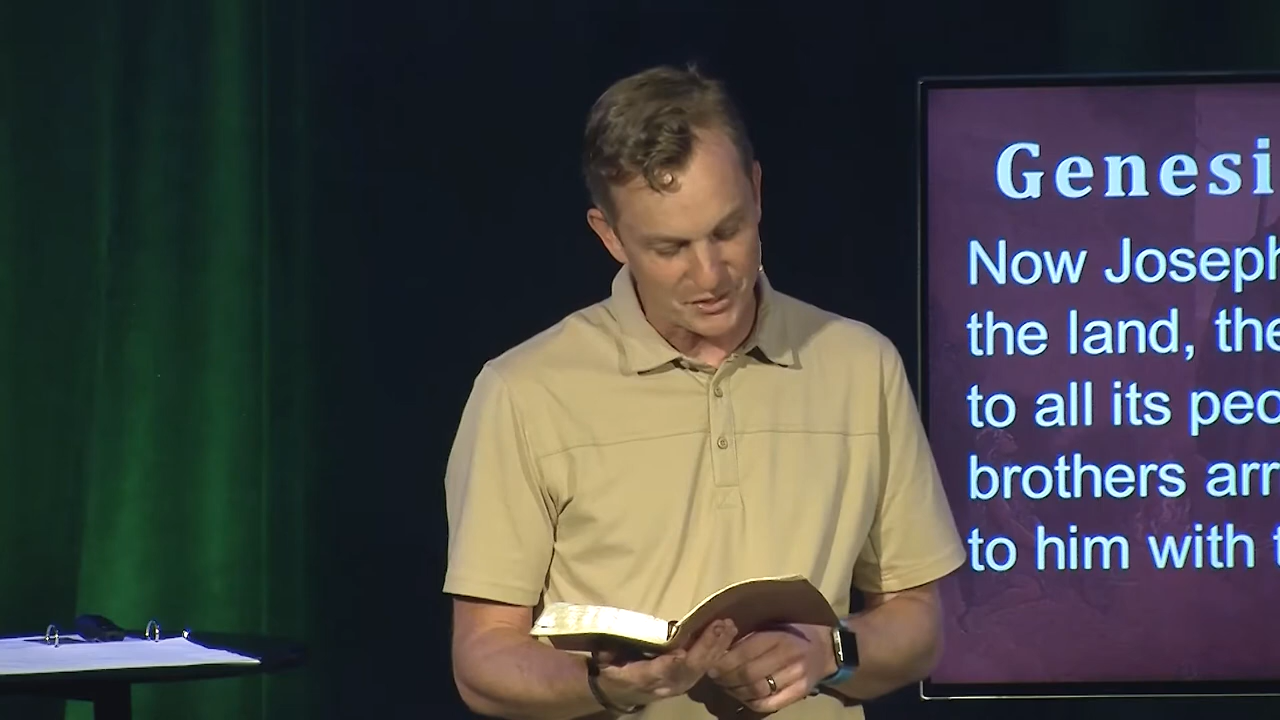 Genesi
Now Joseph
the land, the
to all its peo
brothers arr
to him with t